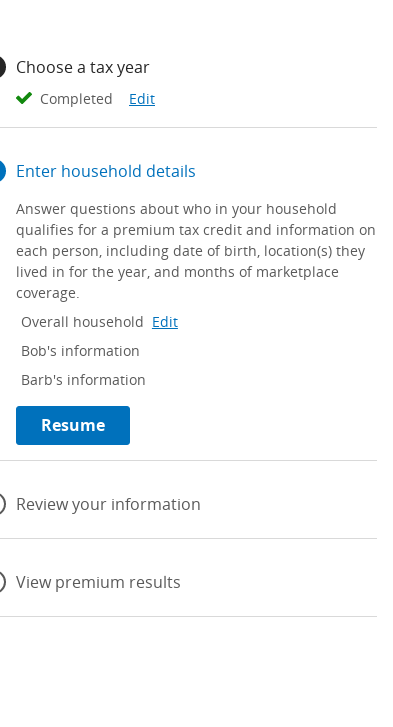 Choose a tax year
Completed Edit
Enter household details
Answer questions about who in your household
qualifies for a premium tax credit and information on
each person, including date of birth, location(s) they
lived in for the year, and months of marketplace
coverage.
Overall household Edit
Bob's information
Barb's information
Resume
Review your information
View premium results